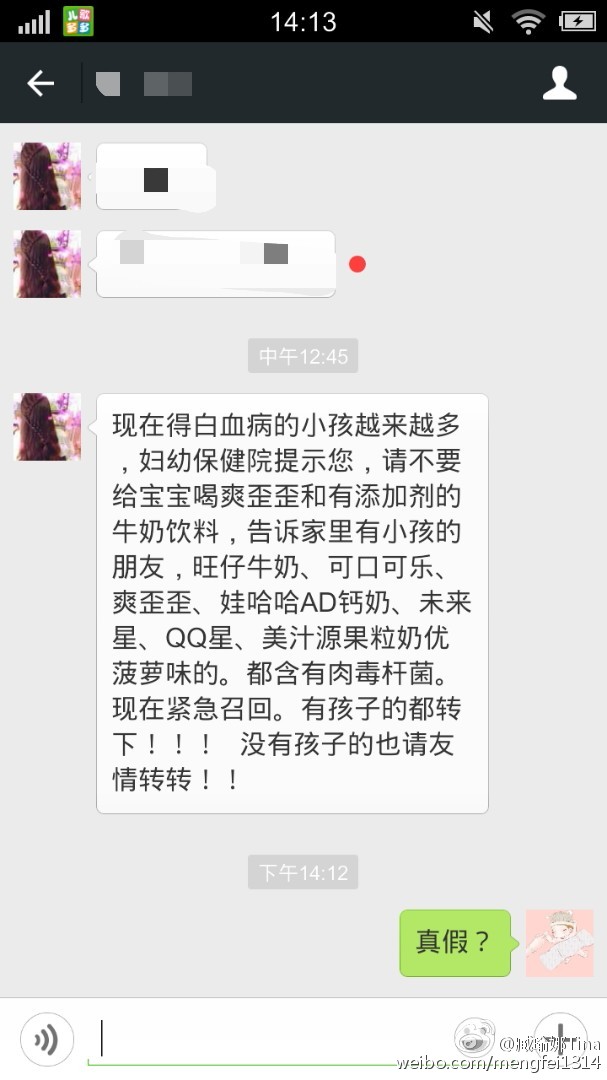 14:13
儿歌
多多
中午12:45
现在得白血病的小孩越来越多
，妇幼保健院提示您，请不要
给宝宝喝爽歪歪和有添加剂的
牛奶饮料，告诉家里有小孩的
朋友，旺仔牛奶、可口可乐、
爽歪歪、娃哈哈AD钙奶、未来
星、QQ星、美汁源果粒奶优
菠萝味的。都含有肉毒杆菌。
现在紧急召回。有孩子的都转
下！！！ 没有孩子的也请友
情转转！！
下午14:12
真假？
Tina
weibo.com/mengfei1314